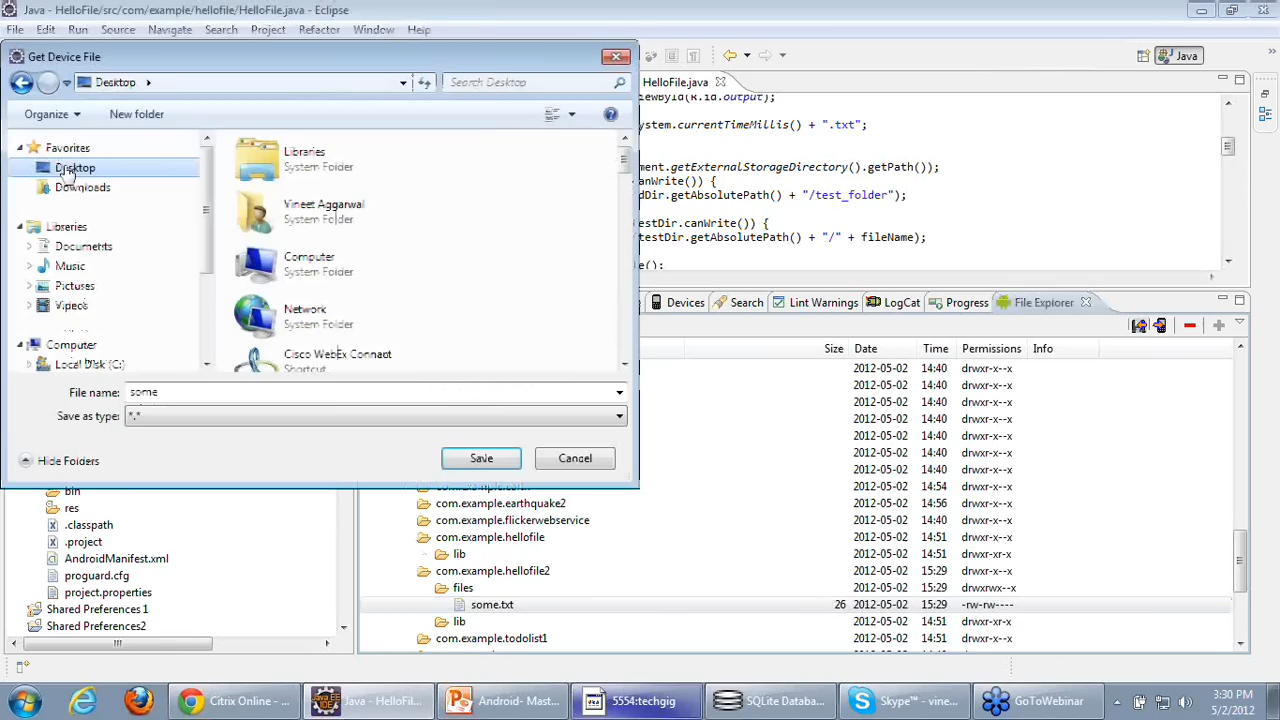 Java - HelloFile/src/com/example/hellofile/HelloFile.java - Eclipse
File Edit Run Source Navigate Search Project Refactor Window Help
Get Device File
Desktop
Search Desktop
Organize New folder
Favorites
Desktop
Downloads
Libraries
Documents
Music
Pictures
Videos
Computer
Local Disk (C:)
Libraries
System Folder
Vineet Aggarwal
System Folder
Computer
System Folder
Network
System Folder
Cisco WebEx Connect
Shortcut
File name: some
Save as type: *.*
Hide Folders
Save Cancel
Java
HelloFile.java
iewById(R.id.output);
ystem.currentTimeMillis() + ".txt";
ment.getExternalStorageDirectory().getPath());
anWrite()) {
dDir.getAbsolutePath() + "/test_folder");
stDir.canWrite()) {
testDir.getAbsolutePath() + "/" + fileName);
le();
Devices Search Lint Warnings LogCat Progress File Explorer
Size Date Time Permissions Info
2012-05-02 14:40 drwxr-x--x
2012-05-02 14:40 drwxr-x--x
2012-05-02 14:40 drwxr-x--x
2012-05-02 14:40 drwxr-x--x
2012-05-02 14:40 drwxr-x--x
2012-05-02 14:40 drwxr-x--x
2012-05-02 14:40 drwxr-x--x
2012-05-02 14:54 drwxr-x--x
com.example.earthquake2 2012-05-02 14:56 drwxr-x--x
com.example.flickerwebservice 2012-05-02 14:40 drwxr-x--x
com.example.hellofile 2012-05-02 14:51 drwxr-x--x
lib 2012-05-02 14:51 drwxr-xr-x
com.example.hellofile2 2012-05-02 15:29 drwxr-x--x
files 2012-05-02 15:29 drwxrwx--x
some.txt 26 2012-05-02 15:29 -rw-rw----
lib 2012-05-02 14:51 drwxr-xr-x
com.example.todolist1 2012-05-02 14:51 drwxr-x--x
bin
res
.classpath
.project
AndroidManifest.xml
proguard.cfg
project.properties
Shared Preferences 1
Shared Preferences2
Citrix Online - ... Java - HelloFil... Android- Mast... 5554:techgig SQLite Databa... Skype™ - vine... GoToWebinar
3:30 PM
5/2/2012